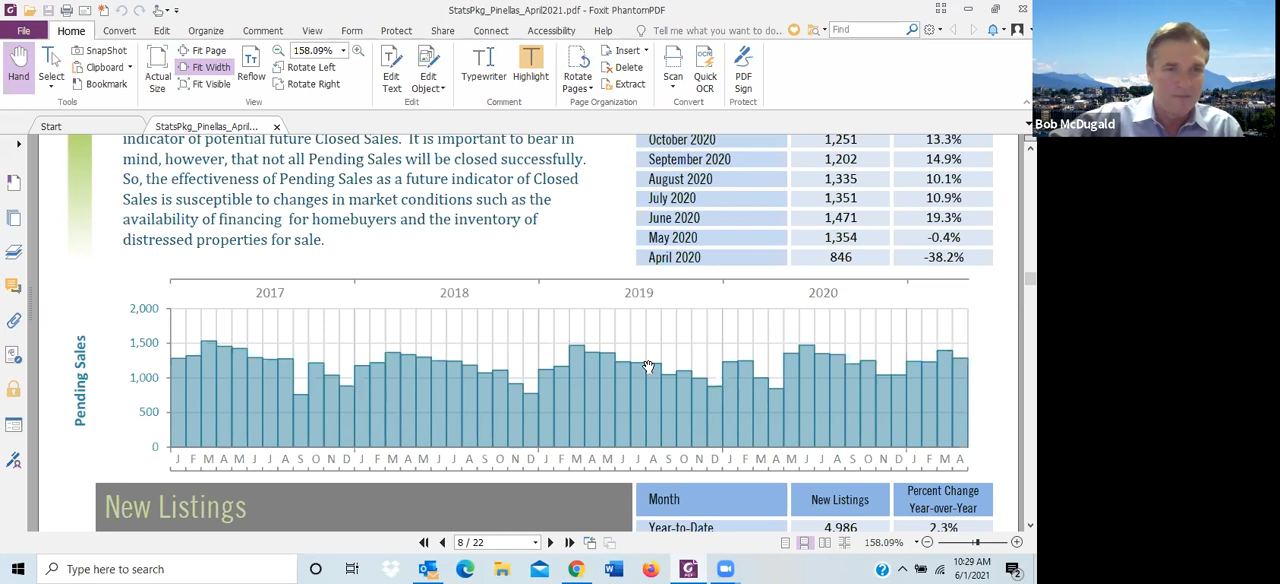 StatsPkg_Pinellas_April2021.pdf - Foxit PhantomPDF
File Home Convert Edit Organize Comment View Form Protect Share Connect Accessibility Help Tell me what you want to do... Find
Hand
Select
SnapShot
Clipboard
Bookmark
Tools
Actual Size
Fit Page
Fit Width
Fit Visible
Reflow
158.09%
Rotate Left
Rotate Right
View
Edit Text
Edit Object
Edit
Typewriter
Highlight
Comment
Rotate Pages
Insert
Delete
Extract
Page Organization
Scan
Quick OCR
Convert
PDF Sign
Protect
Bob McDugald
Start StatsPkg_Pinellas_April...
indicator of potential future Closed Sales. It is important to bear in
mind, however, that not all Pending Sales will be closed successfully.
So, the effectiveness of Pending Sales as a future indicator of Closed
Sales is susceptible to changes in market conditions such as the
availability of financing for homebuyers and the inventory of
distressed properties for sale.
October 2020 1,251 13.3%
September 2020 1,202 14.9%
August 2020 1,335 10.1%
July 2020 1,351 10.9%
June 2020 1,471 19.3%
May 2020 1,354 -0.4%
April 2020 846 -38.2%
2017 2018 2019 2020
Pending Sales
2,000
1,500
1,000
500
0
J F M A M J J A S O N D J F M A M J J A S O N D J F M A M J J A S O N D J F M A M J J A S O N D J F M A
New Listings
Month New Listings Percent Change Year-over-Year
Year-to-Date 4,986 2.3%
8 / 22
158.09%
Type here to search
10:29 AM
6/1/2021
2